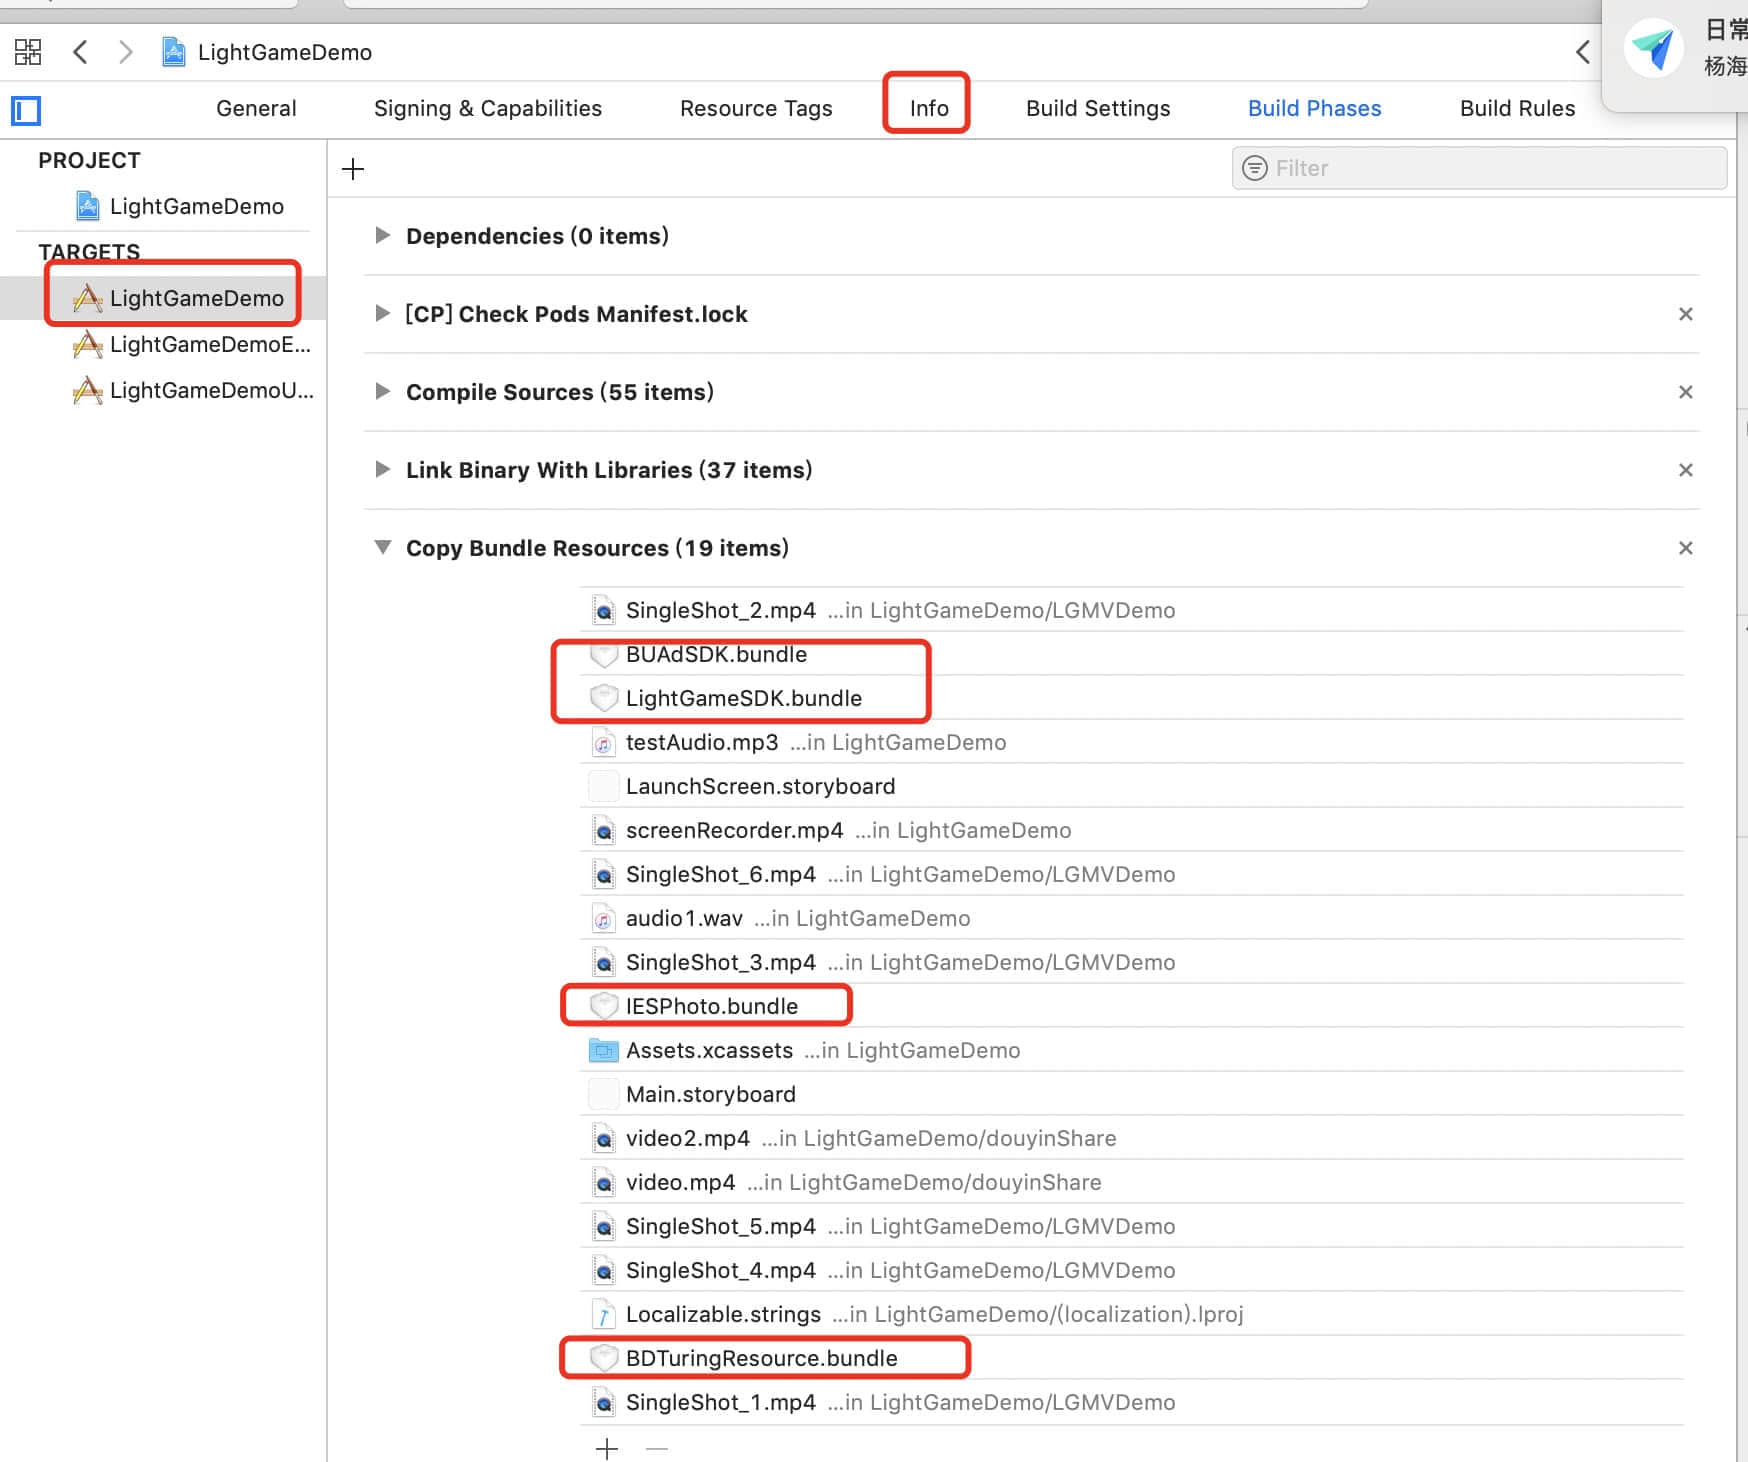 LightGameDemo
日常
杨海
General Signing & Capabilities Resource Tags Info Build Settings Build Phases Build Rules
PROJECT
LightGameDemo
TARGETS
LightGameDemo
LightGameDemoE...
LightGameDemoU...
Filter
Dependencies (0 items)
[CP] Check Pods Manifest.lock
Compile Sources (55 items)
Link Binary With Libraries (37 items)
Copy Bundle Resources (19 items)
SingleShot_2.mp4 ...in LightGameDemo/LGMVDemo
BUAdSDK.bundle
LightGameSDK.bundle
testAudio.mp3 ...in LightGameDemo
LaunchScreen.storyboard
screenRecorder.mp4 ...in LightGameDemo
SingleShot_6.mp4 ...in LightGameDemo/LGMVDemo
audio1.wav ...in LightGameDemo
SingleShot_3.mp4 ...in LightGameDemo/LGMVDemo
IESPhoto.bundle
Assets.xcassets ...in LightGameDemo
Main.storyboard
video2.mp4 ...in LightGameDemo/douyinShare
video.mp4 ...in LightGameDemo/douyinShare
SingleShot_5.mp4 ...in LightGameDemo/LGMVDemo
SingleShot_4.mp4 ...in LightGameDemo/LGMVDemo
Localizable.strings ...in LightGameDemo/(localization).lproj
BDTuringResource.bundle
SingleShot_1.mp4 ...in LightGameDemo/LGMVDemo